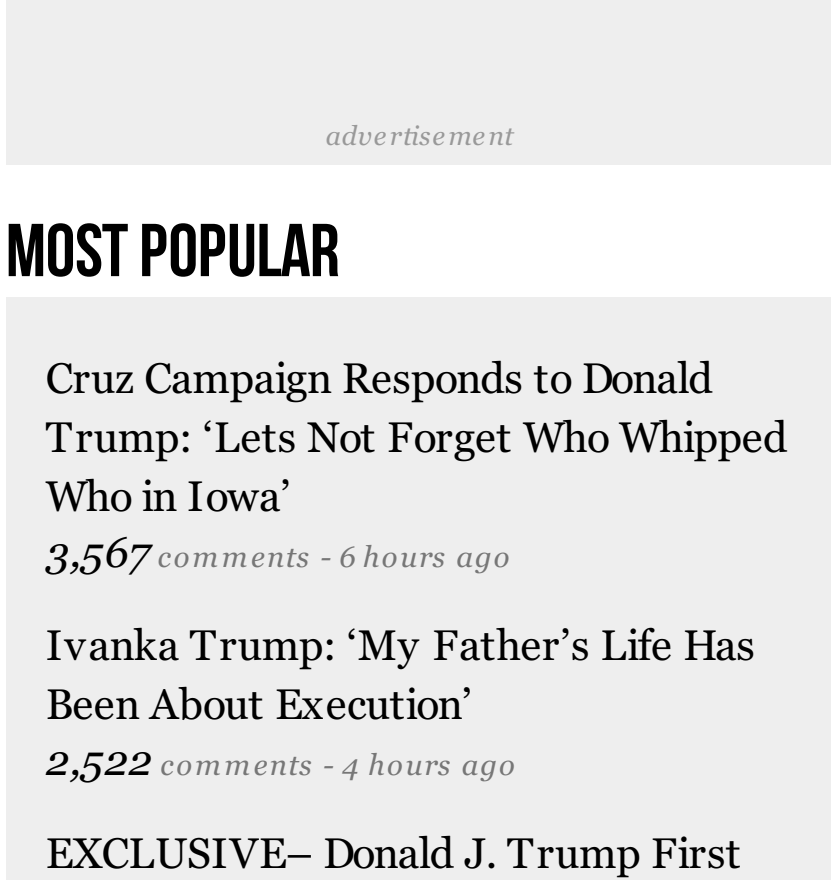 advertisement
MOST POPULAR
Cruz Campaign Responds to Donald
Trump: ‘Lets Not Forget Who Whipped
Who in Iowa’
3,567 comments - 6 hours ago
Ivanka Trump: ‘My Father’s Life Has
Been About Execution’
2,522 comments - 4 hours ago
EXCLUSIVE– Donald J. Trump First